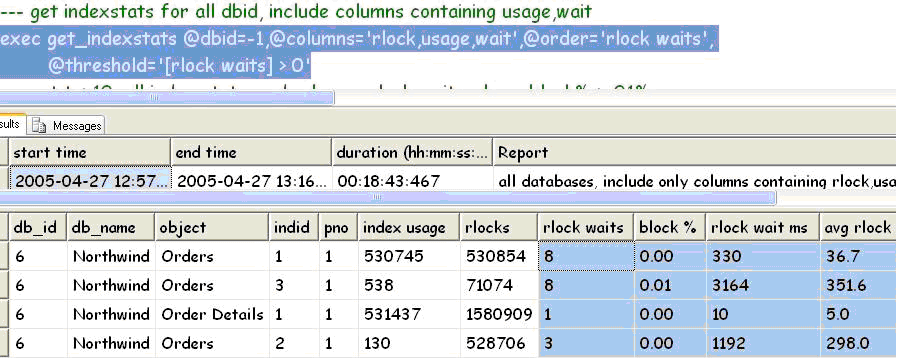 --- get indexstats for all dbid, include columns containing usage,wait
exec get_indexstats @dbid=-1,@columns='rlock,usage,wait',@order='rlock waits',
@threshold='[rlock waits] > 0'
sults Messages
start time end time duration (hh:mm:ss:... Report
2005-04-27 12:57... 2005-04-27 13:16... 00:18:43:467 all databases, include only columns containing rlock,usa
db_id db_name object indid pno index usage rlocks rlock waits block % rlock wait ms avg rlock
6 Northwind Orders 1 1 530745 530854 8 0.00 330 36.7
6 Northwind Orders 3 1 538 71074 8 0.01 3164 351.6
6 Northwind Order Details 1 1 531437 1580909 1 0.00 10 5.0
6 Northwind Orders 2 1 130 528706 3 0.00 1192 298.0